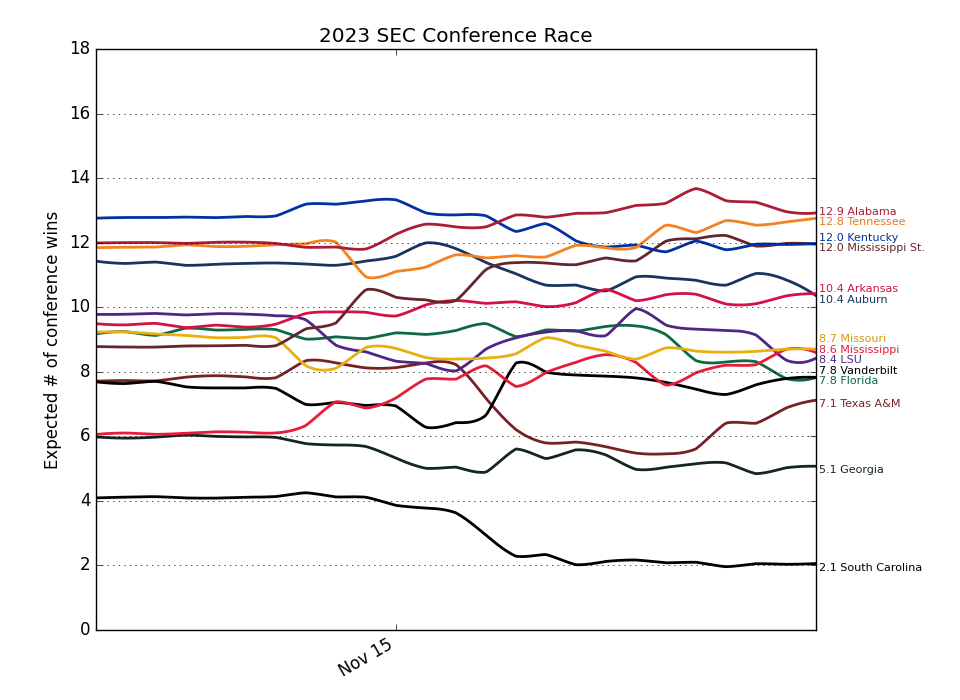 2023 SEC Conference Race
Expected # of conference wins
18
16
14
12
10
8
6
4
2
0
Nov 15
12.9 Alabama
12.8 Tennessee
12.0 Kentucky
12.0 Mississippi St.
10.4 Arkansas
10.4 Auburn
8.7 Missouri
8.6 Mississippi
8.4 LSU
7.8 Vanderbilt
7.8 Florida
7.1 Texas A&M
5.1 Georgia
2.1 South Carolina